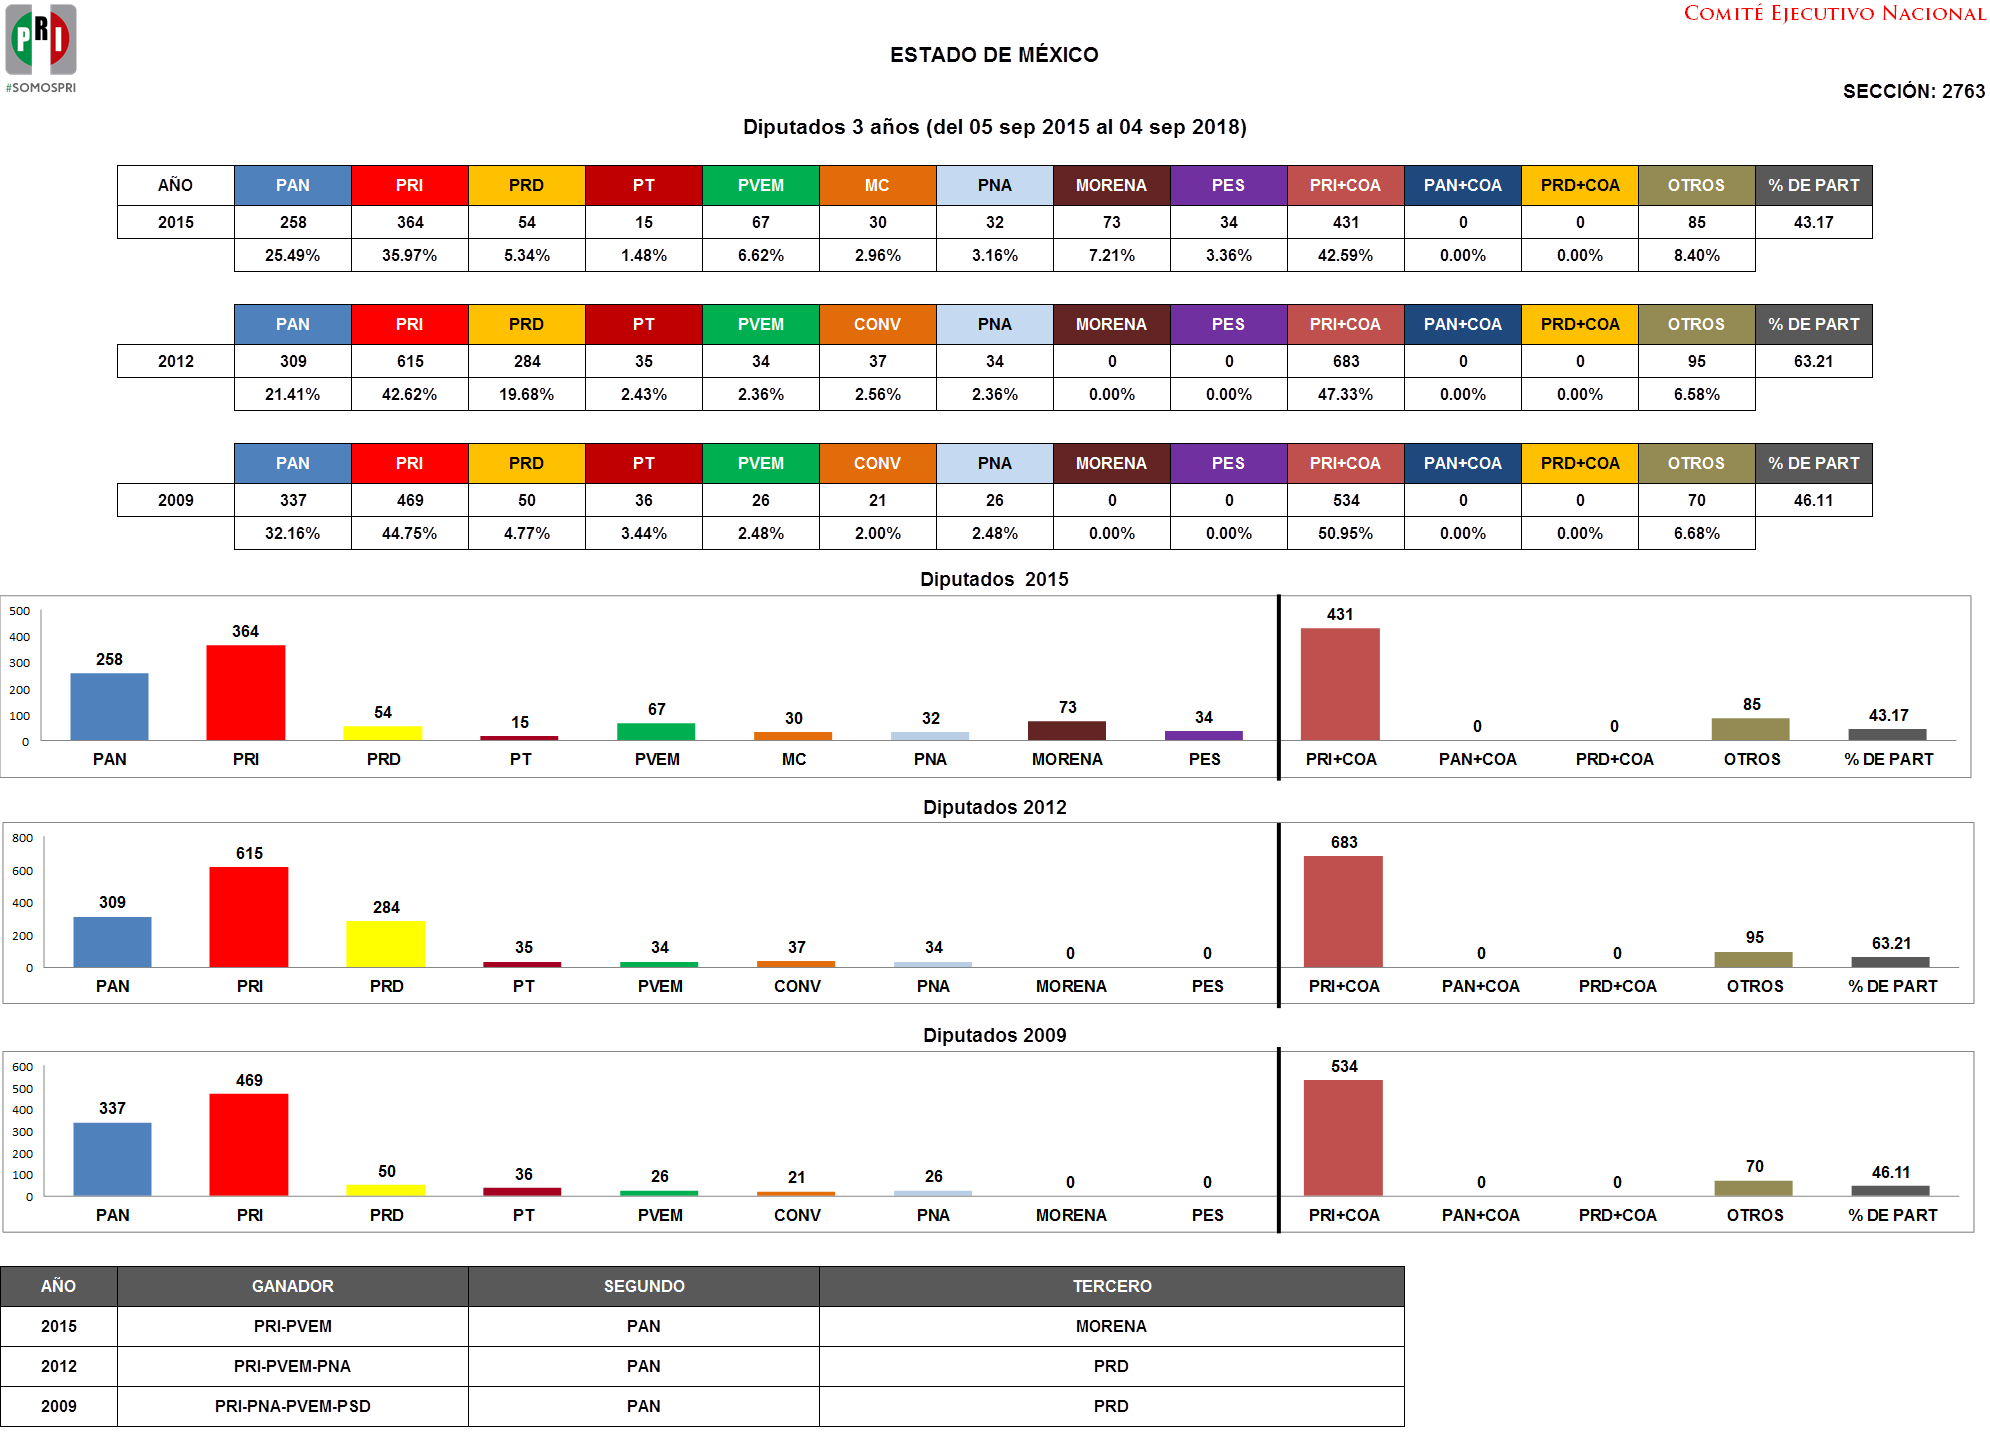 PRI
#SOMOSPRI
COMITÉ EJECUTIVO NACIONAL
ESTADO DE MÉXICO
SECCIÓN: 2763
Diputados 3 años (del 05 sep 2015 al 04 sep 2018)
AÑO PAN PRI PRD PT PVEM MC PNA MORENA PES PRI+COA PAN+COA PRD+COA OTROS % DE PART
2015 258 364 54 15 67 30 32 73 34 431 0 0 85 43.17
25.49% 35.97% 5.34% 1.48% 6.62% 2.96% 3.16% 7.21% 3.36% 42.59% 0.00% 0.00% 8.40%
PAN PRI PRD PT PVEM CONV PNA MORENA PES PRI+COA PAN+COA PRD+COA OTROS % DE PART
2012 309 615 284 35 34 37 34 0 0 683 0 0 95 63.21
21.41% 42.62% 19.68% 2.43% 2.36% 2.56% 2.36% 0.00% 0.00% 47.33% 0.00% 0.00% 6.58%
PAN PRI PRD PT PVEM CONV PNA MORENA PES PRI+COA PAN+COA PRD+COA OTROS % DE PART
2009 337 469 50 36 26 21 26 0 0 534 0 0 70 46.11
32.16% 44.75% 4.77% 3.44% 2.48% 2.00% 2.48% 0.00% 0.00% 50.95% 0.00% 0.00% 6.68%
Diputados 2015
500
400
300
200
100
0
258 364 54 15 67 30 32 73 34 431 0 0 85 43.17
PAN PRI PRD PT PVEM MC PNA MORENA PES PRI+COA PAN+COA PRD+COA OTROS % DE PART
Diputados 2012
800
600
400
200
0
309 615 284 35 34 37 34 0 0 683 0 0 95 63.21
PAN PRI PRD PT PVEM CONV PNA MORENA PES PRI+COA PAN+COA PRD+COA OTROS % DE PART
Diputados 2009
600
500
400
300
200
100
0
337 469 50 36 26 21 26 0 0 534 0 0 70 46.11
PAN PRI PRD PT PVEM CONV PNA MORENA PES PRI+COA PAN+COA PRD+COA OTROS % DE PART
AÑO GANADOR SEGUNDO TERCERO
2015 PRI-PVEM PAN MORENA
2012 PRI-PVEM-PNA PAN PRD
2009 PRI-PNA-PVEM-PSD PAN PRD